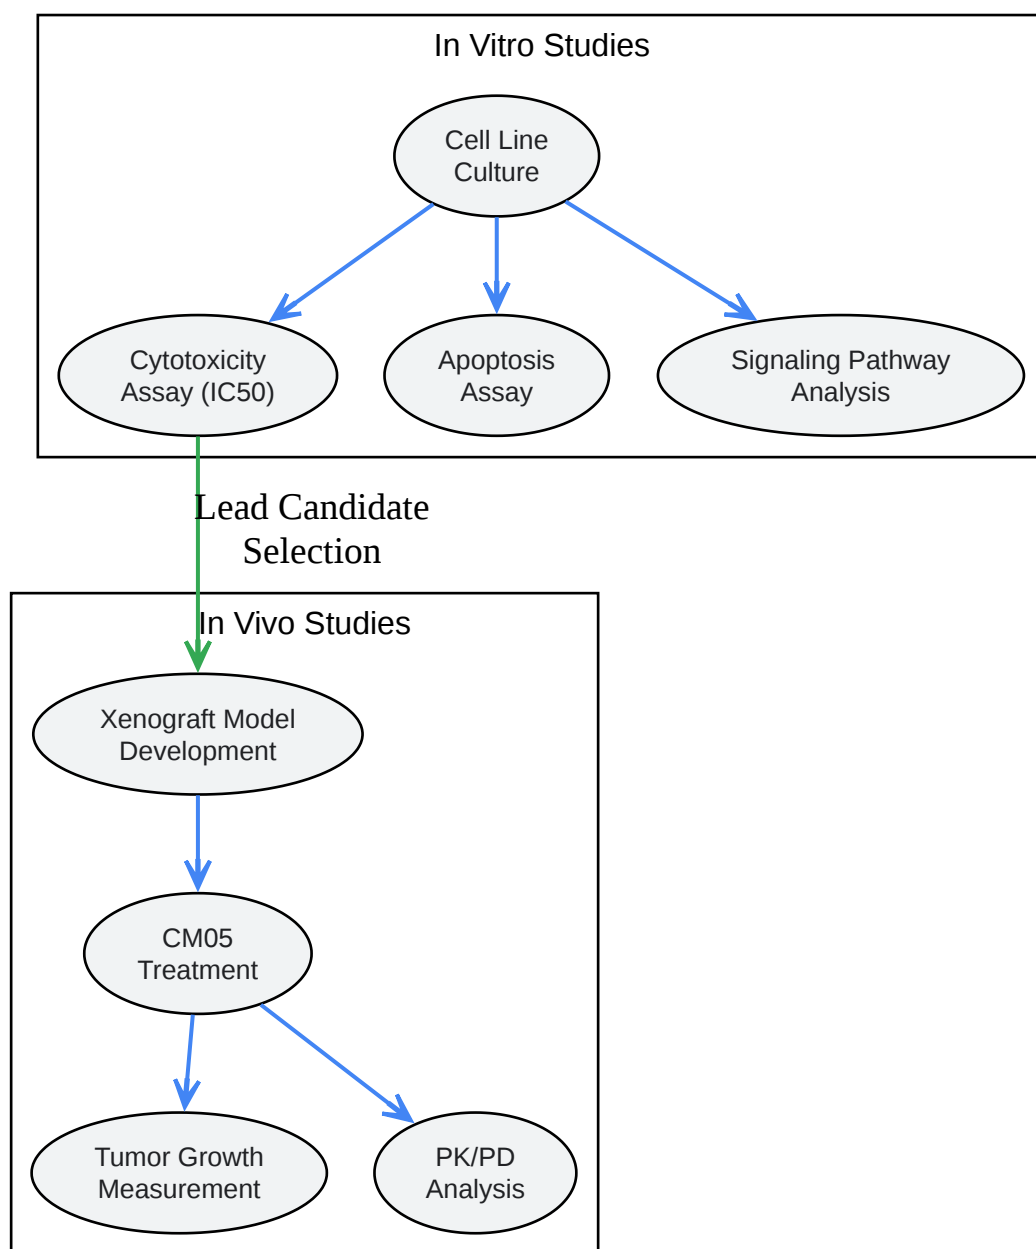 In Vitro Studies
Cell Line
Culture
Cytotoxicity
Assay (IC50)
Apoptosis
Assay
Signaling Pathway
Analysis
Lead Candidate
Selection
In Vivo Studies
Xenograft Model
Development
CM05
Treatment
Tumor Growth
Measurement
PK/PD
Analysis